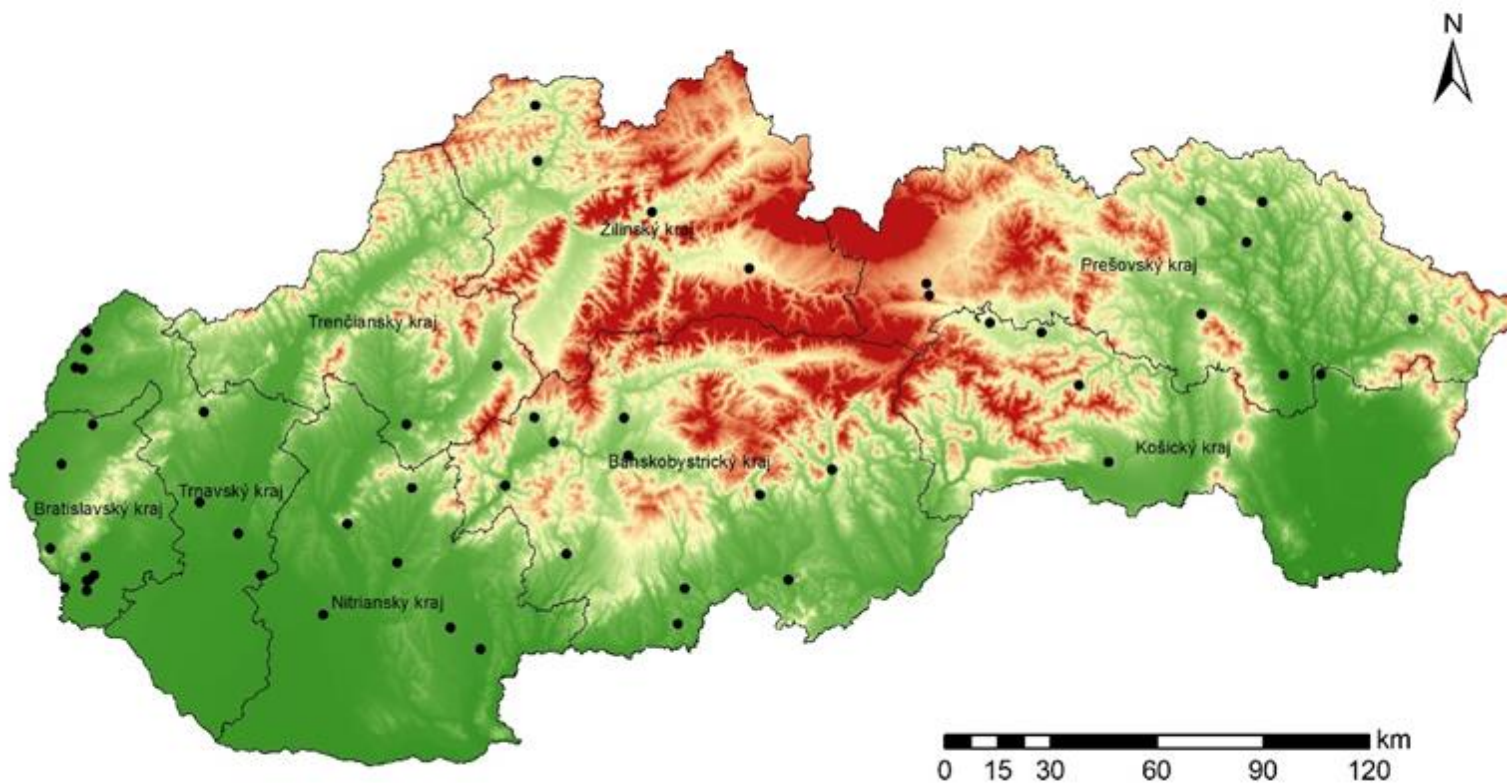 N
Žilinský kraj
Prešovský kraj
Trenčiansky kraj
Košický kraj
Banskobystrický kraj
Trnavský kraj
Bratislavský kraj
Nitriansky kraj
km
0 15 30 60 90 120